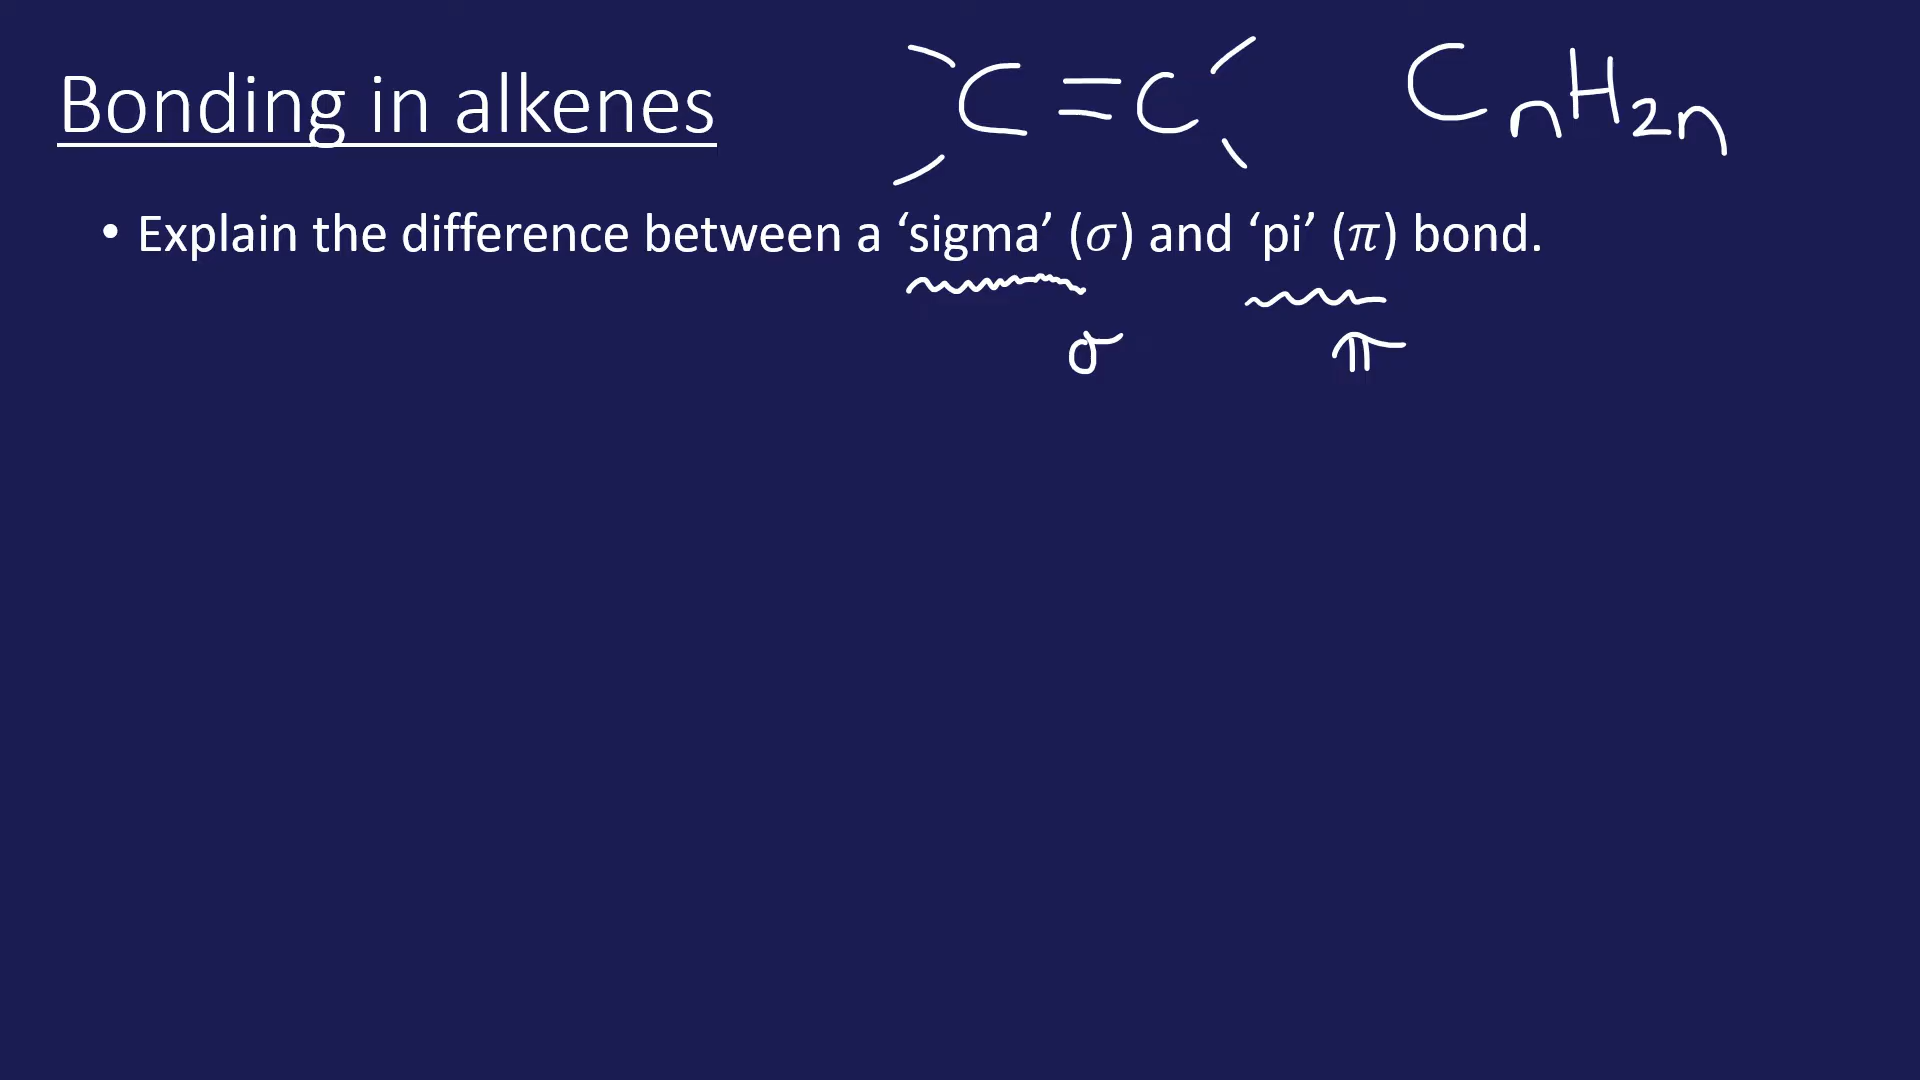 Bonding in alkenes
C=C
CnH2n
• Explain the difference between a ‘sigma’ (σ) and ‘pi’ (π) bond.
σ π